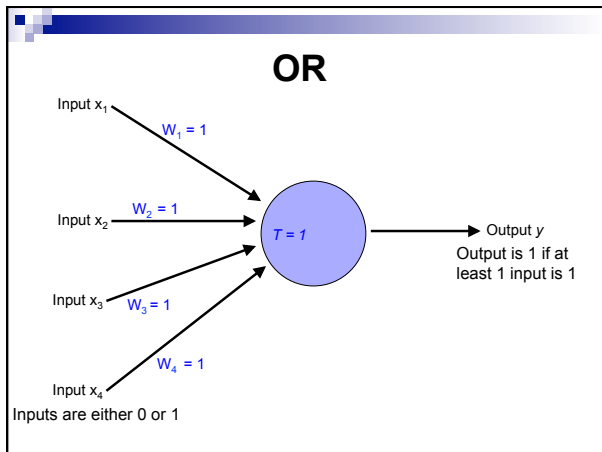 OR
Input x₁
W₁ = 1
Input x₂
W₂ = 1
T = 1
Output y
Output is 1 if at
least 1 input is 1
Input x₃
W₃ = 1
W₄ = 1
Input x₄
Inputs are either 0 or 1